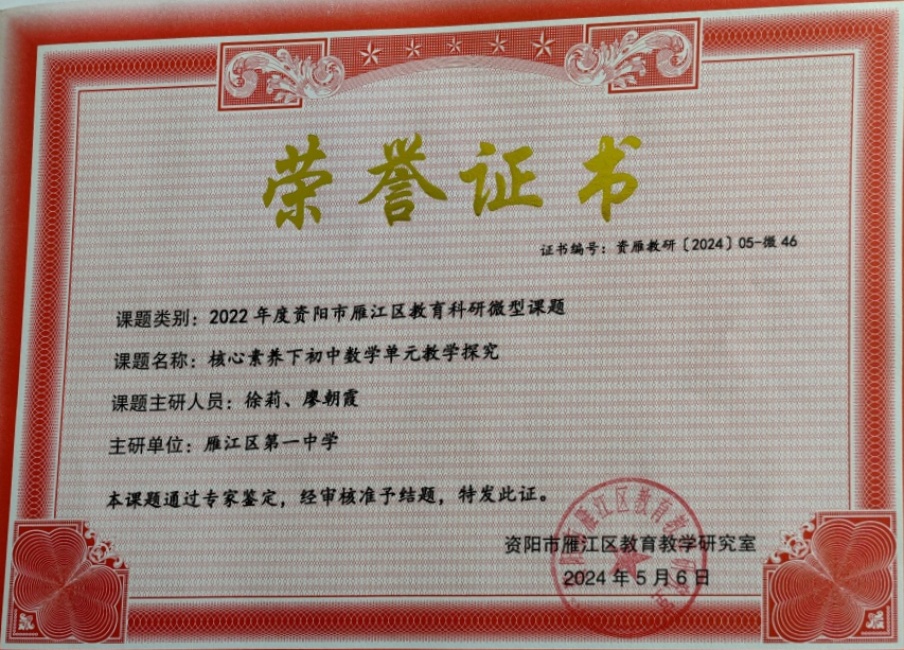 荣誉证书
证书编号：资雁教研〔2024〕05-微46
课题类别：2022年度资阳市雁江区教育科研微型课题
课题名称：核心素养下初中数学单元教学探究
课题主研人员：徐莉、廖朝霞
主研单位：雁江区第一中学
本课题通过专家鉴定，经审核准予结题，特发此证。
资阳市雁江区教育教学研究室
2024年5月6日